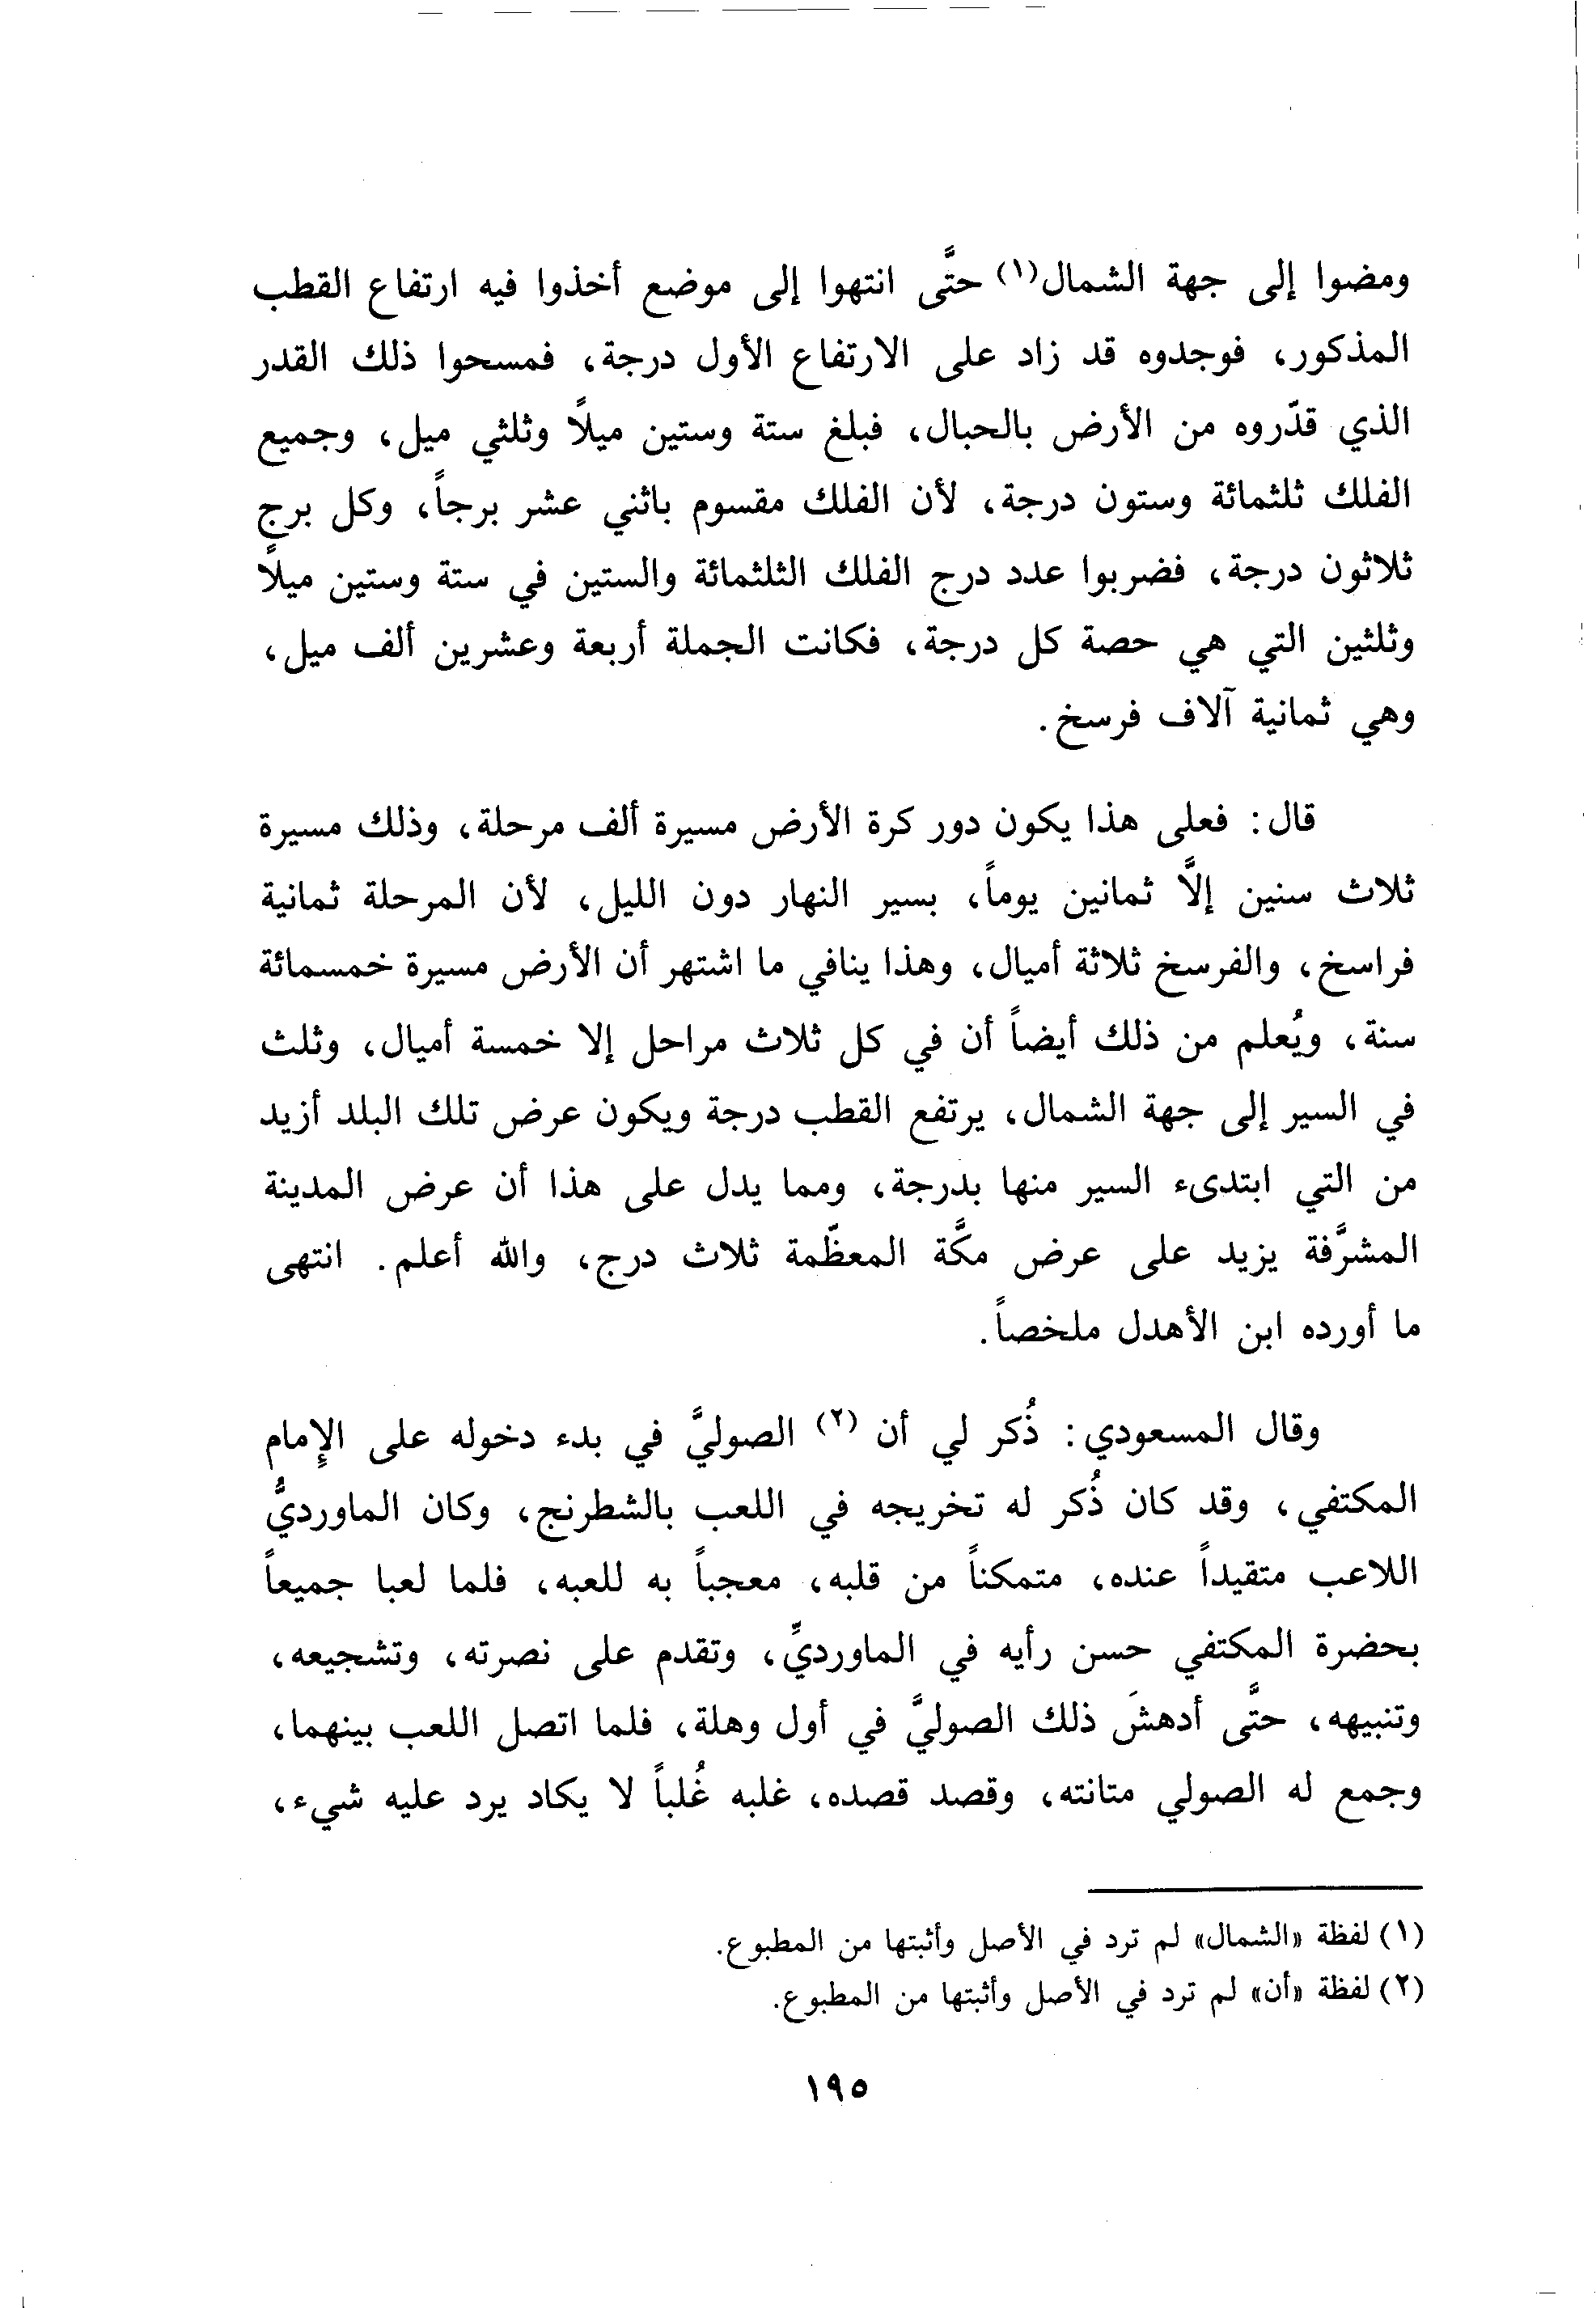 ومضوا إلى جهة الشمال(١) حتَّى انتهوا إلى موضع أخذوا فيه ارتفاع القطب
المذكور، فوجدوه قد زاد على الارتفاع الأول درجة، فمسحوا ذلك القدر
الذي قدّروه من الأرض بالحبال، فبلغ ستة وستين ميلاً وثلثي ميل، وجميع
الفلك ثلثمائة وستون درجة، لأن الفلك مقسوم باثني عشر برجاً، وكل برج
ثلاثون درجة، فضربوا عدد درج الفلك الثلثمائة والستين في ستة وستين ميلاً
وثلثين التي هي حصة كل درجة، فكانت الجملة أربعة وعشرين ألف ميل،
وهي ثمانية آلاف فرسخ.
قال: فعلى هذا يكون دور كرة الأرض مسيرة ألف مرحلة، وذلك مسيرة
ثلاث سنين إلاَّ ثمانين يوماً، بسير النهار دون الليل، لأن المرحلة ثمانية
فراسخ، والفرسخ ثلاثة أميال، وهذا ينافي ما اشتهر أن الأرض مسيرة خمسمائة
سنة، ويُعلم من ذلك أيضاً أن في كل ثلاث مراحل إلا خمسة أميال، وثلث
في السير إلى جهة الشمال، يرتفع القطب درجة ويكون عرض تلك البلد أزيد
من التي ابتدىء السير منها بدرجة، ومما يدل على هذا أن عرض المدينة
المشرَّفة يزيد على عرض مكَّة المعظّمة ثلاث درج، والله أعلم. انتهى
ما أورده ابن الأهدل ملخصاً.
وقال المسعودي: ذُكر لي أن (٢) الصوليَّ في بدء دخوله على الإمام
المكتفي، وقد كان ذُكر له تخريجه في اللعب بالشطرنج، وكان الماورديُّ
اللاعب متقيداً عنده، متمكناً من قلبه، معجباً به للعبه، فلما لعبا جميعاً
بحضرة المكتفي حسن رأيه في الماورديِّ، وتقدم على نصرته، وتشجيعه،
وتنبيهه، حتَّى أدهشَ ذلك الصوليَّ في أول وهلة، فلما اتصل اللعب بينهما،
وجمع له الصولي متانته، وقصد قصده، غلبه غُلباً لا يكاد يرد عليه شيء،
(١) لفظة «الشمال» لم ترد في الأصل وأثبتها من المطبوع.
(٢) لفظة «أن» لم ترد في الأصل وأثبتها من المطبوع.
١٩٥